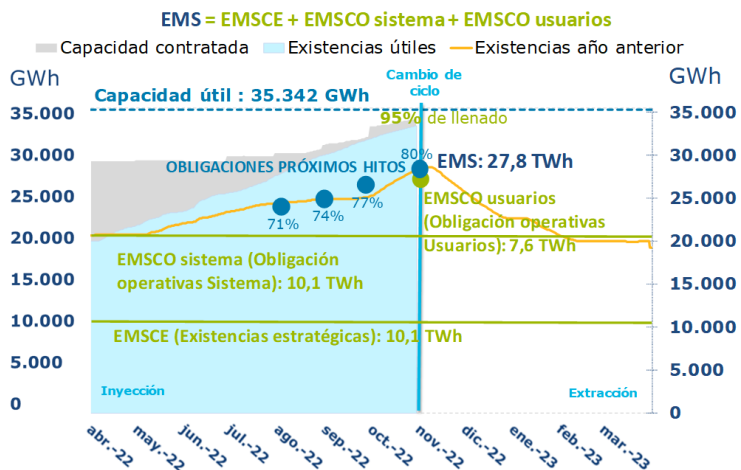 EMS = EMSCE + EMSCO sistema + EMSCO usuarios
Capacidad contratada Existencias útiles Existencias año anterior
GWh
GWh
Cambio de
ciclo
Capacidad útil : 35.342 GWh
95% de llenado
35.000
30.000
25.000
20.000
15.000
10.000
5.000
0
35.000
30.000
25.000
20.000
15.000
10.000
5.000
0
OBLIGACIONES PRÓXIMOS HITOS
80%
EMS: 27,8 TWh
77%
74%
71%
EMSCO usuarios
(Obligación operativas
Usuarios): 7,6 TWh
EMSCO sistema (Obligación
operativas Sistema): 10,1 TWh
EMSCE (Existencias estratégicas): 10,1 TWh
Inyección
Extracción
abr.-22
may.-22
jun.-22
jul.-22
ago.-22
sep.-22
oct.-22
nov.-22
dic.-22
ene.-23
feb.-23
mar.-23